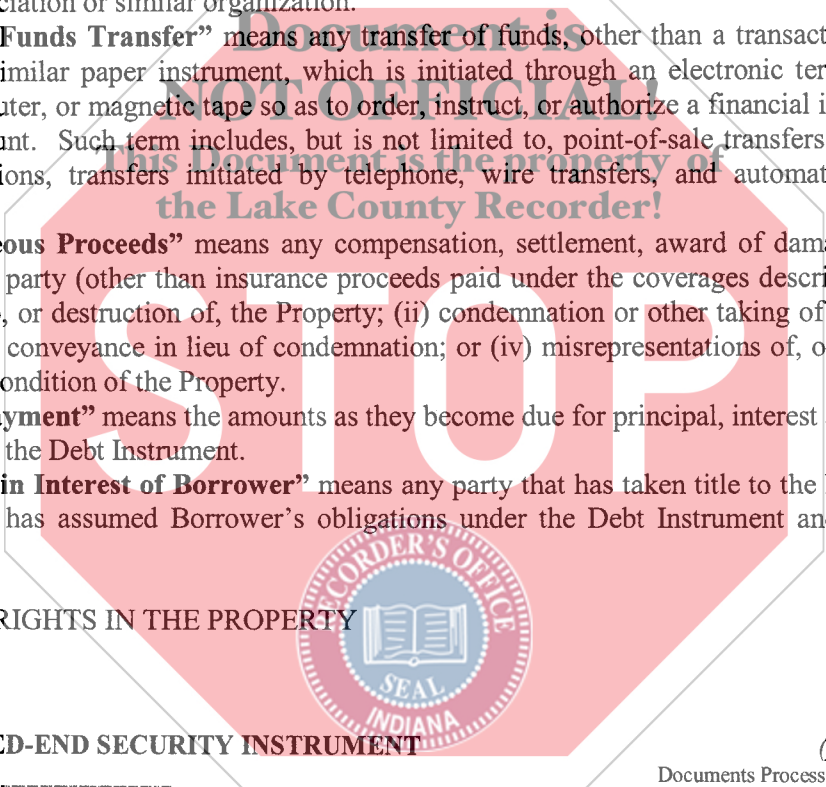 ciation or similar organization.
Funds Transfer” means any transfer of funds, other than a transact
imilar paper instrument, which is initiated through an electronic ter
uter, or magnetic tape so as to order, instruct, or authorize a financial i
unt. Such term includes, but is not limited to, point-of-sale transfers
ions, transfers initiated by telephone, wire transfers, and automat
Document is
NOT OFFICIAL!
This Document is the property of
the Lake County Recorder!
eous Proceeds” means any compensation, settlement, award of dama
party (other than insurance proceeds paid under the coverages descri
, or destruction of, the Property; (ii) condemnation or other taking of
conveyance in lieu of condemnation; or (iv) misrepresentations of, o
ondition of the Property.
yment” means the amounts as they become due for principal, interest
the Debt Instrument.
in Interest of Borrower” means any party that has taken title to the
has assumed Borrower’s obligations under the Debt Instrument an
STOP
RECORDER'S OFFICE
SEAL
INDIANA
RIGHTS IN THE PROPERTY
ED-END SECURITY INSTRUMENT
(
Documents Process